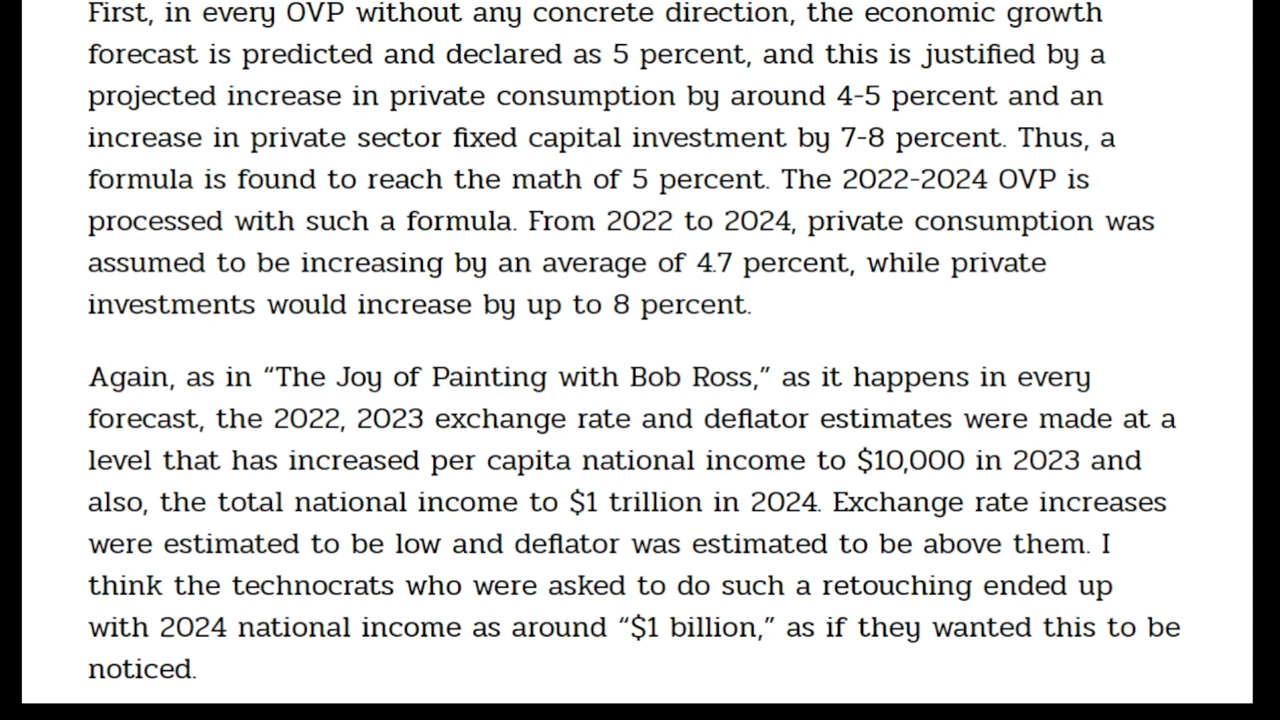 First, in every OVP without any concrete direction, the economic growth
forecast is predicted and declared as 5 percent, and this is justified by a
projected increase in private consumption by around 4-5 percent and an
increase in private sector fixed capital investment by 7-8 percent. Thus, a
formula is found to reach the math of 5 percent. The 2022-2024 OVP is
processed with such a formula. From 2022 to 2024, private consumption was
assumed to be increasing by an average of 4.7 percent, while private
investments would increase by up to 8 percent.
Again, as in “The Joy of Painting with Bob Ross,” as it happens in every
forecast, the 2022, 2023 exchange rate and deflator estimates were made at a
level that has increased per capita national income to $10,000 in 2023 and
also, the total national income to $1 trillion in 2024. Exchange rate increases
were estimated to be low and deflator was estimated to be above them. I
think the technocrats who were asked to do such a retouching ended up
with 2024 national income as around “$1 billion,” as if they wanted this to be
noticed.